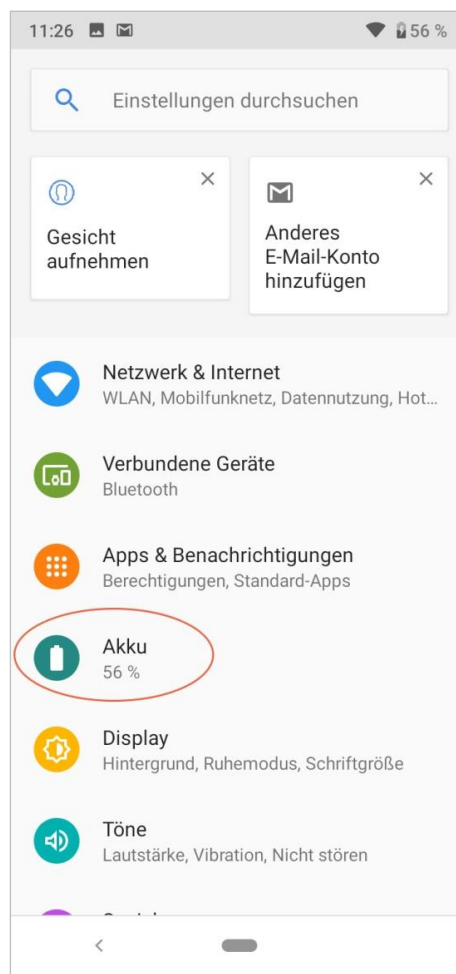 11:26
56 %
Einstellungen durchsuchen
Gesicht
aufnehmen
Anderes
E-Mail-Konto
hinzufügen
Netzwerk & Internet
WLAN, Mobilfunknetz, Datennutzung, Hot…
Verbundene Geräte
Bluetooth
Apps & Benachrichtigungen
Berechtigungen, Standard-Apps
Akku
56 %
Display
Hintergrund, Ruhemodus, Schriftgröße
Töne
Lautstärke, Vibration, Nicht stören